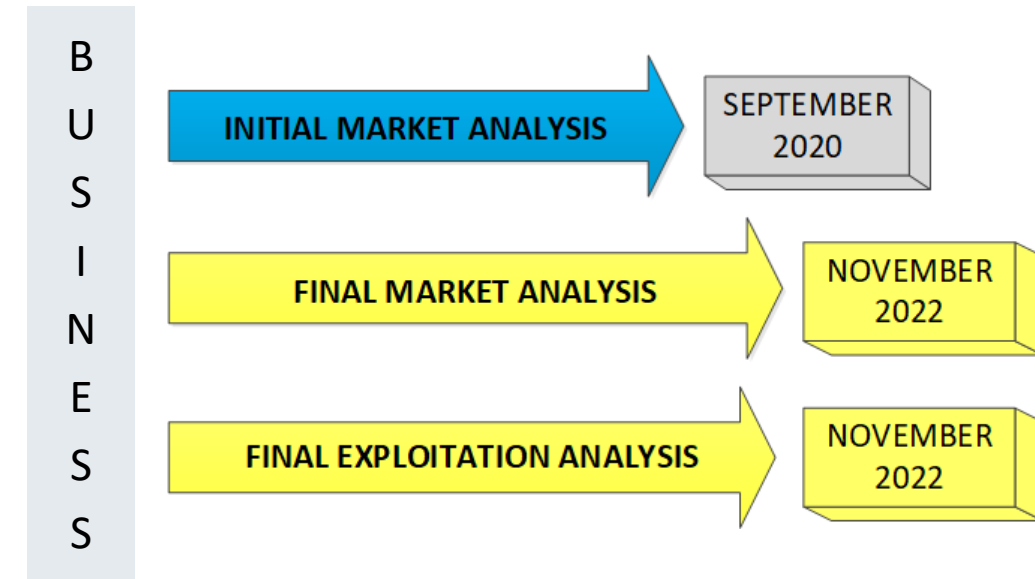 B
U
S
I
N
E
S
S
INITIAL MARKET ANALYSIS
SEPTEMBER
2020
FINAL MARKET ANALYSIS
NOVEMBER
2022
FINAL EXPLOITATION ANALYSIS
NOVEMBER
2022